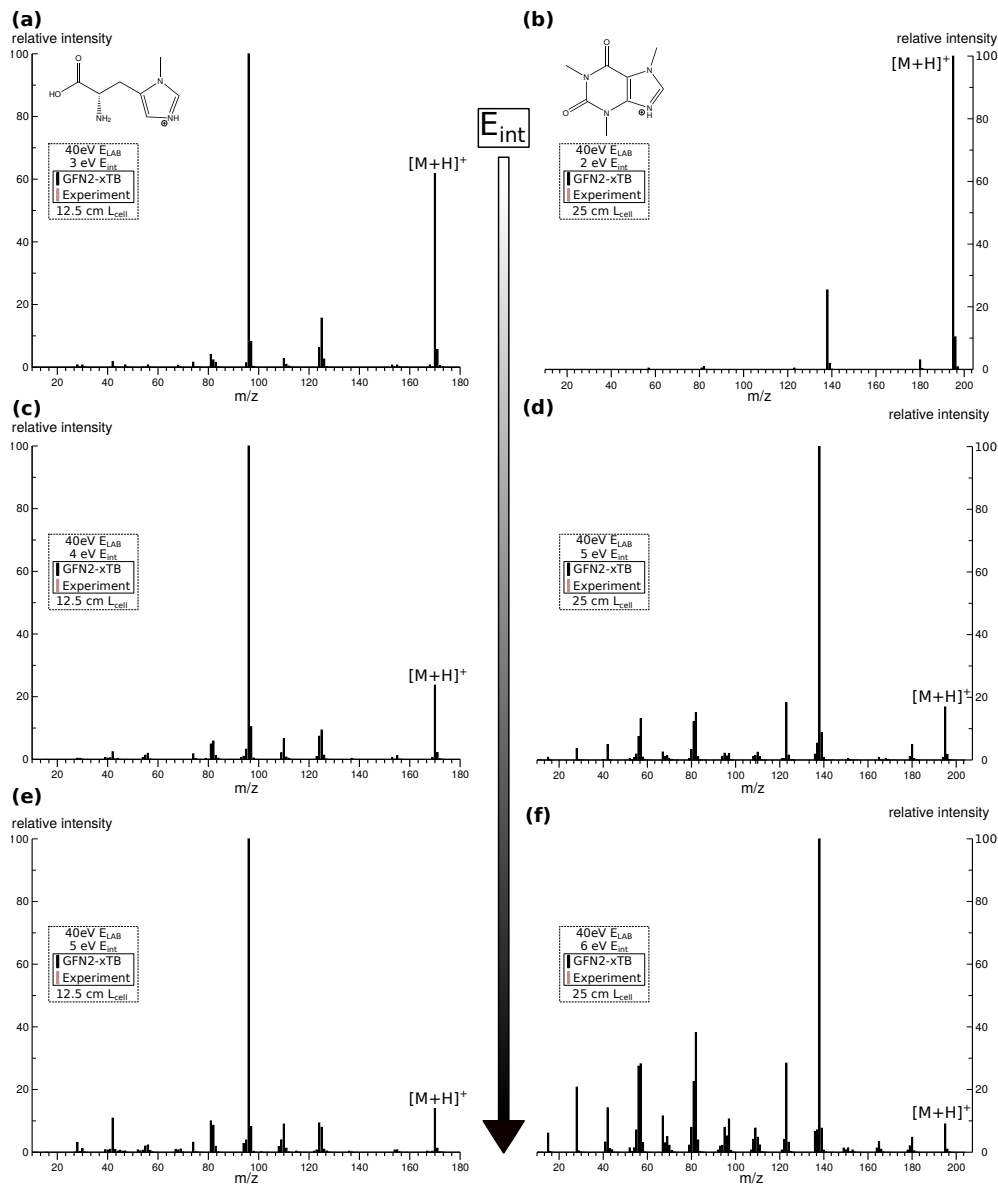 (a)
relative intensity
100
80
60
40
20
0
20 40 60 80 100 120 140 160 180
m/z
O
HO
NH₂
N
NH
⊕
40eV E_LAB
3 eV E_int
GFN2-xTB
Experiment
12.5 cm L_cell
[M+H]⁺
(b)
relative intensity
[M+H]⁺
100
80
60
40
20
0
20 40 60 80 100 120 140 160 180 200
m/z
O
N
N
O
N
N
H
⊕
40eV E_LAB
2 eV E_int
GFN2-xTB
Experiment
25 cm L_cell
E_int
(c)
relative intensity
100
80
60
40
20
0
20 40 60 80 100 120 140 160 180
m/z
40eV E_LAB
4 eV E_int
GFN2-xTB
Experiment
12.5 cm L_cell
[M+H]⁺
(d)
relative intensity
100
80
60
40
20
0
20 40 60 80 100 120 140 160 180 200
m/z
40eV E_LAB
5 eV E_int
GFN2-xTB
Experiment
25 cm L_cell
[M+H]⁺
(e)
relative intensity
100
80
60
40
20
0
20 40 60 80 100 120 140 160 180
m/z
40eV E_LAB
5 eV E_int
GFN2-xTB
Experiment
12.5 cm L_cell
[M+H]⁺
(f)
relative intensity
100
80
60
40
20
0
20 40 60 80 100 120 140 160 180 200
m/z
40eV E_LAB
6 eV E_int
GFN2-xTB
Experiment
25 cm L_cell
[M+H]⁺